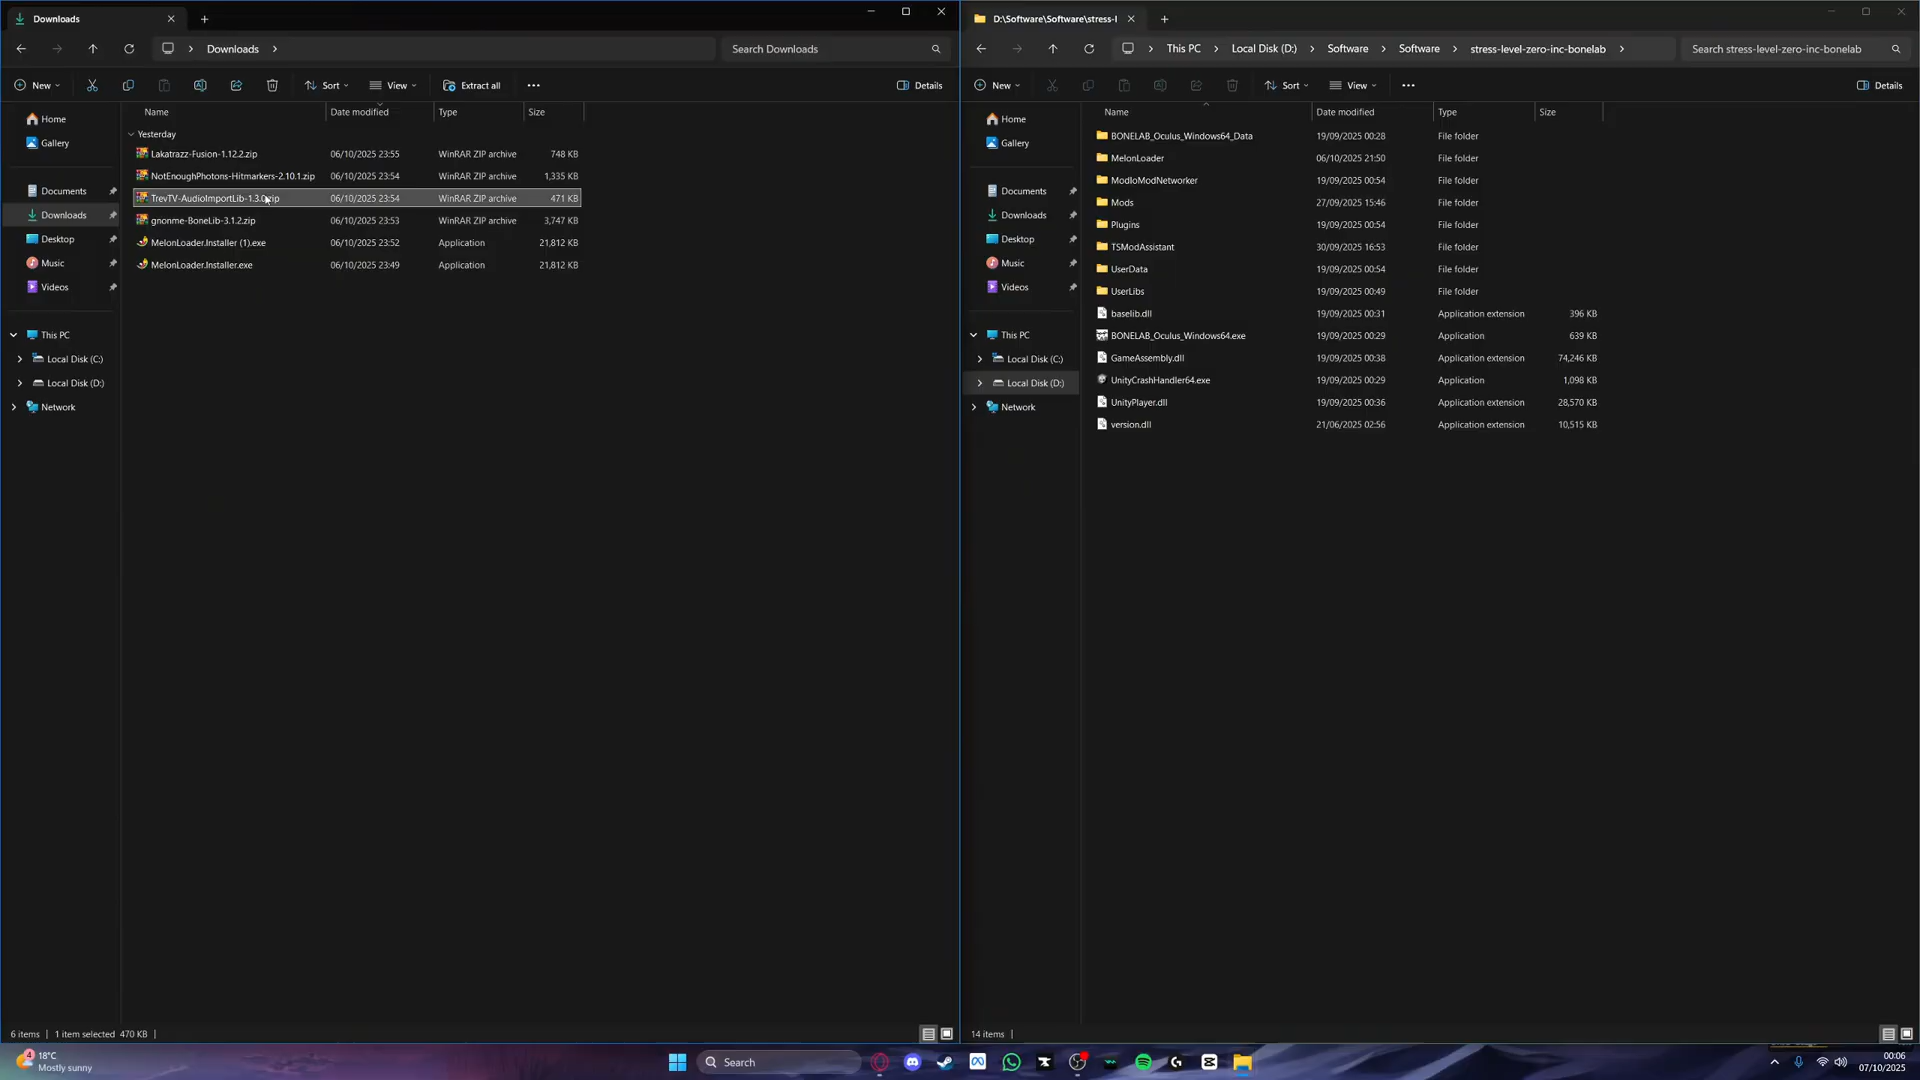 Downloads
Downloads
Search Downloads
New
Sort
View
Extract all
Details
Name
Date modified
Type
Size
Home
Gallery
Documents
Downloads
Desktop
Music
Videos
This PC
Local Disk (C:)
Local Disk (D:)
Network
Yesterday
Lakatrazz-Fusion-1.12.2.zip 06/10/2025 23:55 WinRAR ZIP archive 748 KB
NotEnoughPhotons-Hitmarkers-2.10.1.zip 06/10/2025 23:54 WinRAR ZIP archive 1,335 KB
TrevTV-AudioImportLib-1.3.0.zip 06/10/2025 23:54 WinRAR ZIP archive 471 KB
gnonme-BoneLib-3.1.2.zip 06/10/2025 23:53 WinRAR ZIP archive 3,747 KB
MelonLoader.Installer (1).exe 06/10/2025 23:52 Application 21,812 KB
MelonLoader.Installer.exe 06/10/2025 23:49 Application 21,812 KB
6 items 1 item selected 470 KB
D:\Software\Software\stress-l
This PC Local Disk (D:) Software Software stress-level-zero-inc-bonelab
Search stress-level-zero-inc-bonelab
New
Sort
View
Details
Name
Date modified
Type
Size
Home
Gallery
Documents
Downloads
Desktop
Music
Videos
This PC
Local Disk (C:)
Local Disk (D:)
Network
BONELAB_Oculus_Windows64_Data 19/09/2025 00:28 File folder
MelonLoader 06/10/2025 21:50 File folder
ModIoModNetworker 19/09/2025 00:54 File folder
Mods 27/09/2025 15:46 File folder
Plugins 19/09/2025 00:54 File folder
TSModAssistant 30/09/2025 16:53 File folder
UserData 19/09/2025 00:54 File folder
UserLibs 19/09/2025 00:49 File folder
baselib.dll 19/09/2025 00:31 Application extension 396 KB
BONELAB_Oculus_Windows64.exe 19/09/2025 00:29 Application 639 KB
GameAssembly.dll 19/09/2025 00:38 Application extension 74,246 KB
UnityCrashHandler64.exe 19/09/2025 00:29 Application 1,098 KB
UnityPlayer.dll 19/09/2025 00:36 Application extension 28,570 KB
version.dll 21/06/2025 02:56 Application extension 10,515 KB
14 items
4
18°C
Mostly sunny
Search
00:06
07/10/2025